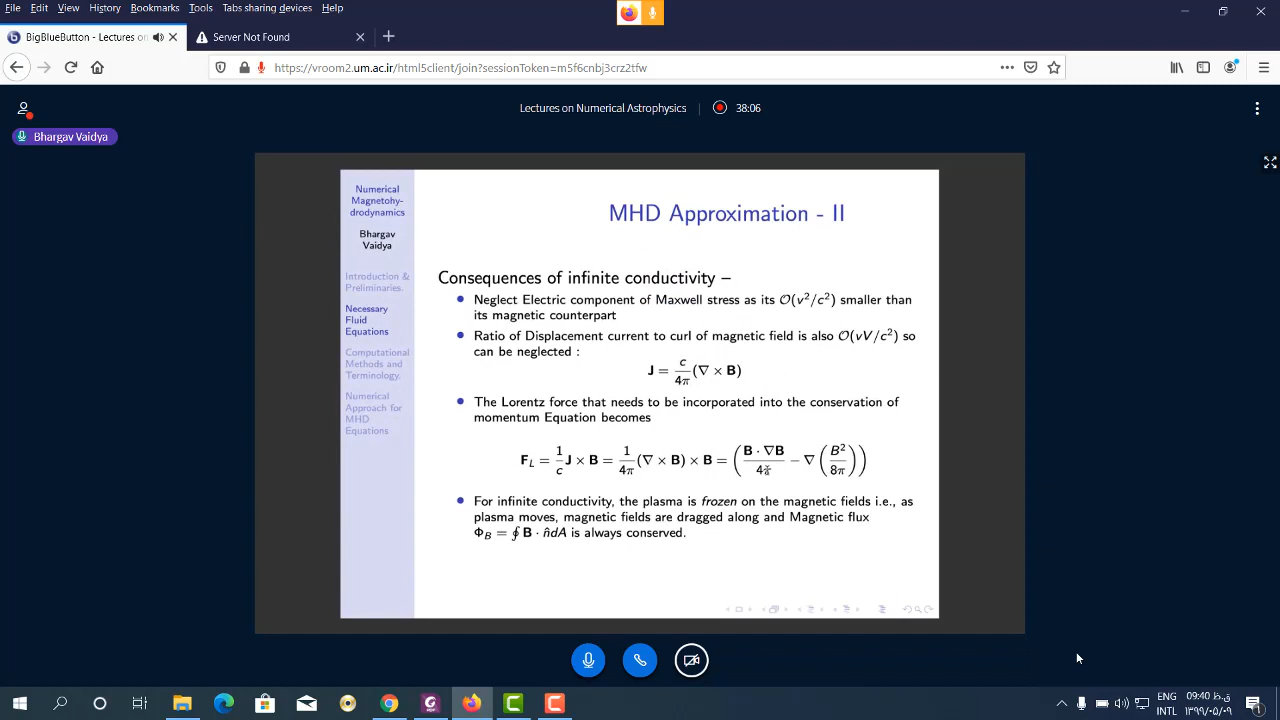 File Edit View History Bookmarks Tools Tab sharing devices Help
BigBlueButton - Lectures on
Server Not Found
https://vroom2.um.ac.ir/html5client/join?sessionToken=m5f6cnbj3crz2tfw
Lectures on Numerical Astrophysics
38:06
Bhargav Vaidya
Numerical
Magnetohy-
drodynamics
Bhargav
Vaidya
Introduction &
Preliminaries.
Necessary
Fluid
Equations
Computational
Methods and
Terminology.
Numerical
Approach for
MHD
Equations
MHD Approximation - II
Consequences of infinite conductivity –
Neglect Electric component of Maxwell stress as its 𝒪(v²/c²) smaller than
its magnetic counterpart
Ratio of Displacement current to curl of magnetic field is also 𝒪(vV/c²) so
can be neglected :
J = c/4π (∇ × B)
The Lorentz force that needs to be incorporated into the conservation of
momentum Equation becomes
F_L = 1/c J × B = 1/4π (∇ × B) × B = (B · ∇B/4π − ∇ (B²/8π))
For infinite conductivity, the plasma is frozen on the magnetic fields i.e., as
plasma moves, magnetic fields are dragged along and Magnetic flux
Φ_B = ∮ B · n̂dA is always conserved.
ENG
INTL
09:40 ق.ظ
۱۳۹۹/۰۵/۰۹